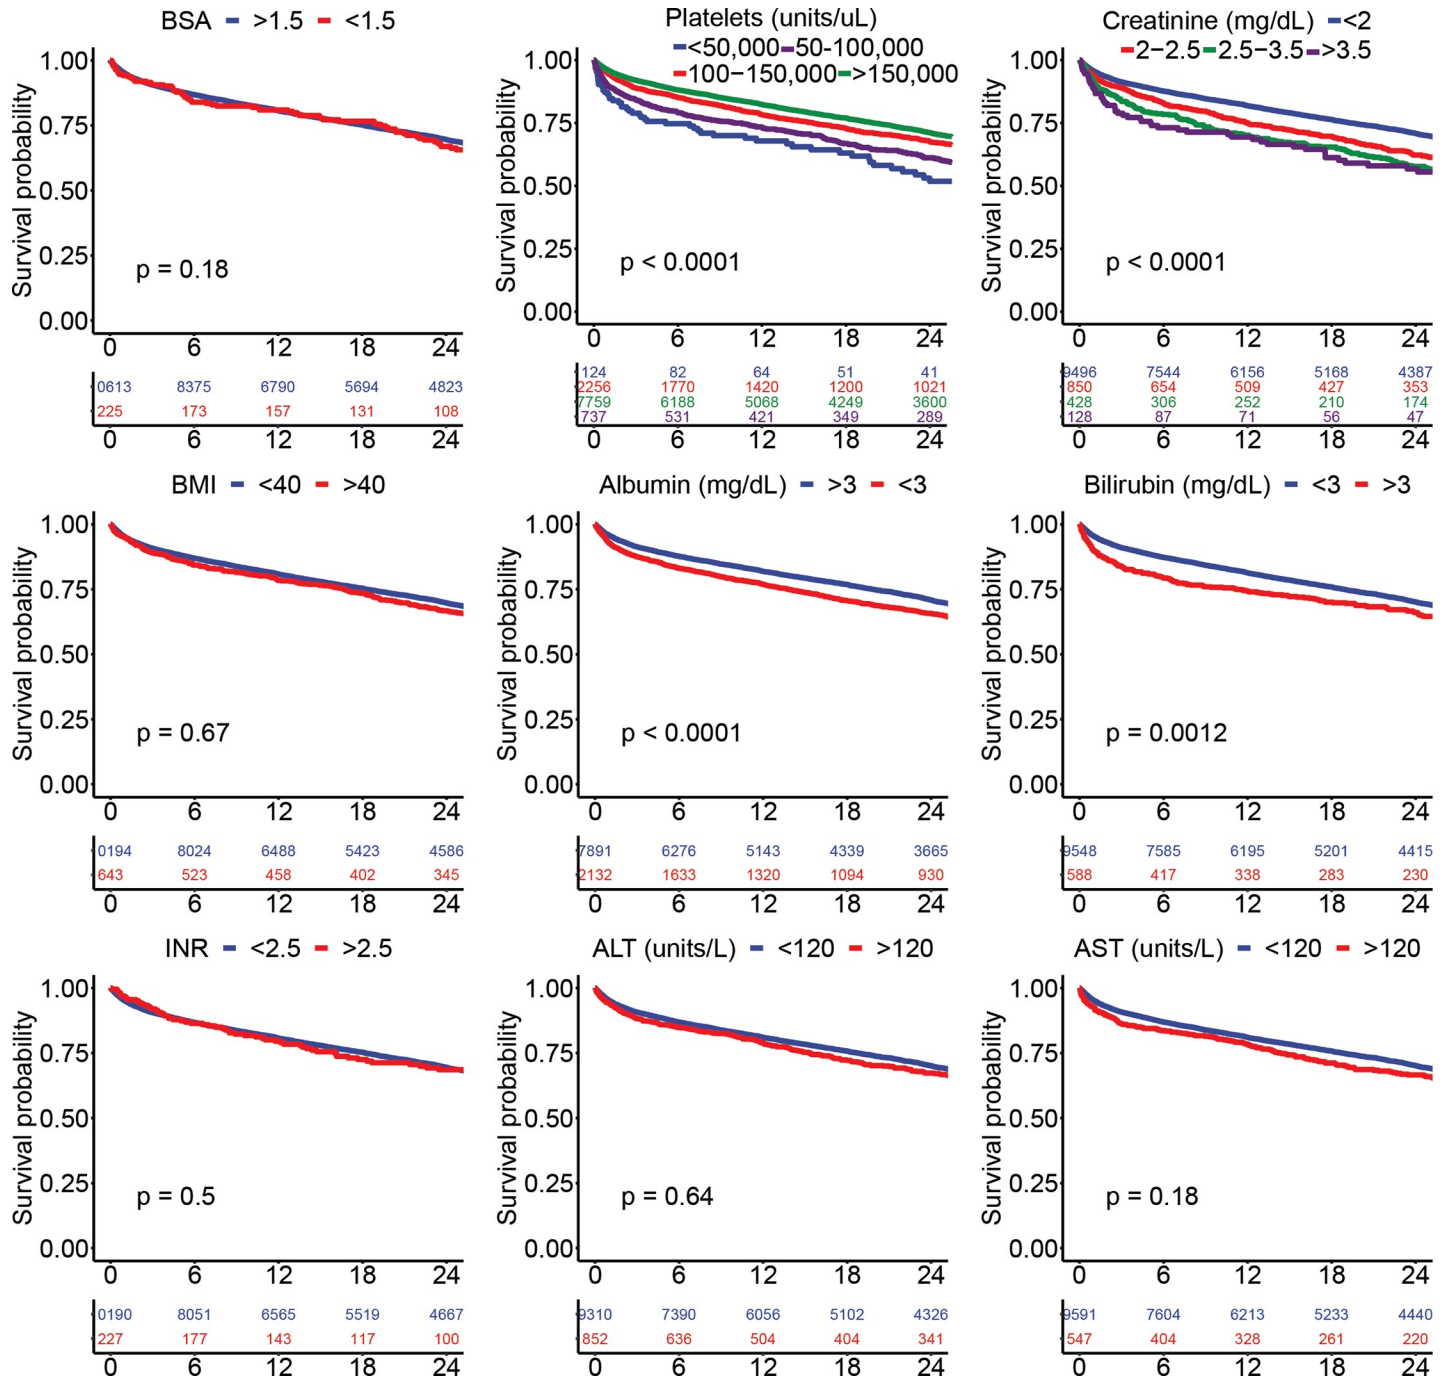 BSA >1.5 <1.5
Survival probability
1.00
0.75
0.50
0.25
0.00
p = 0.18
0 6 12 18 24
0613 8375 6790 5694 4823
225 173 157 131 108
0 6 12 18 24
Platelets (units/uL)
<50,000 50-100,000
100−150,000 >150,000
Survival probability
1.00
0.75
0.50
0.25
0.00
p < 0.0001
0 6 12 18 24
124 82 64 51 41
2256 1770 1420 1200 1021
7759 6188 5068 4249 3600
737 531 421 349 289
0 6 12 18 24
Creatinine (mg/dL) <2
2−2.5 2.5−3.5 >3.5
Survival probability
1.00
0.75
0.50
0.25
0.00
p < 0.0001
0 6 12 18 24
9496 7544 6156 5168 4387
850 654 509 427 353
428 306 252 210 174
128 87 71 56 47
0 6 12 18 24
BMI <40 >40
Survival probability
1.00
0.75
0.50
0.25
0.00
p = 0.67
0 6 12 18 24
0194 8024 6488 5423 4586
643 523 458 402 345
0 6 12 18 24
Albumin (mg/dL) >3 <3
Survival probability
1.00
0.75
0.50
0.25
0.00
p < 0.0001
0 6 12 18 24
7891 6276 5143 4339 3665
2132 1633 1320 1094 930
0 6 12 18 24
Bilirubin (mg/dL) <3 >3
Survival probability
1.00
0.75
0.50
0.25
0.00
p = 0.0012
0 6 12 18 24
9548 7585 6195 5201 4415
588 417 338 283 230
0 6 12 18 24
INR <2.5 >2.5
Survival probability
1.00
0.75
0.50
0.25
0.00
p = 0.5
0 6 12 18 24
0190 8051 6565 5519 4667
227 177 143 117 100
0 6 12 18 24
ALT (units/L) <120 >120
Survival probability
1.00
0.75
0.50
0.25
0.00
p = 0.64
0 6 12 18 24
9310 7390 6056 5102 4326
852 636 504 404 341
0 6 12 18 24
AST (units/L) <120 >120
Survival probability
1.00
0.75
0.50
0.25
0.00
p = 0.18
0 6 12 18 24
9591 7604 6213 5233 4440
547 404 328 261 220
0 6 12 18 24